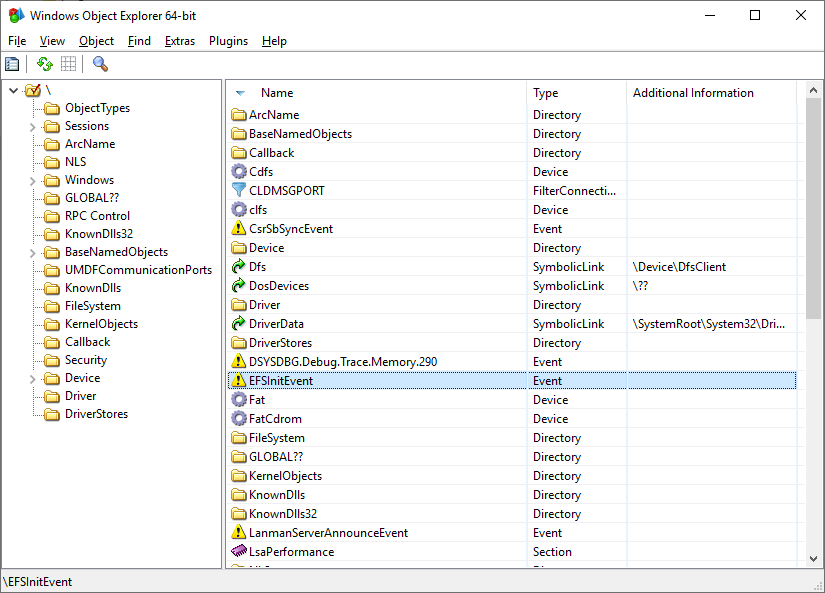 Windows Object Explorer 64-bit
File View Object Find Extras Plugins Help
\
ObjectTypes
Sessions
ArcName
NLS
Windows
GLOBAL??
RPC Control
KnownDlls32
BaseNamedObjects
UMDFCommunicationPorts
KnownDlls
FileSystem
KernelObjects
Callback
Security
Device
Driver
DriverStores
Name Type Additional Information
ArcName Directory
BaseNamedObjects Directory
Callback Directory
Cdfs Device
CLDMSGPORT FilterConnecti...
clfs Device
CsrSbSyncEvent Event
Device Directory
Dfs SymbolicLink \Device\DfsClient
DosDevices SymbolicLink \??
Driver Directory
DriverData SymbolicLink \SystemRoot\System32\Dri...
DriverStores Directory
DSYSDBG.Debug.Trace.Memory.290 Event
EFSInitEvent Event
Fat Device
FatCdrom Device
FileSystem Directory
GLOBAL?? Directory
KernelObjects Directory
KnownDlls Directory
KnownDlls32 Directory
LanmanServerAnnounceEvent Event
LsaPerformance Section
\EFSInitEvent